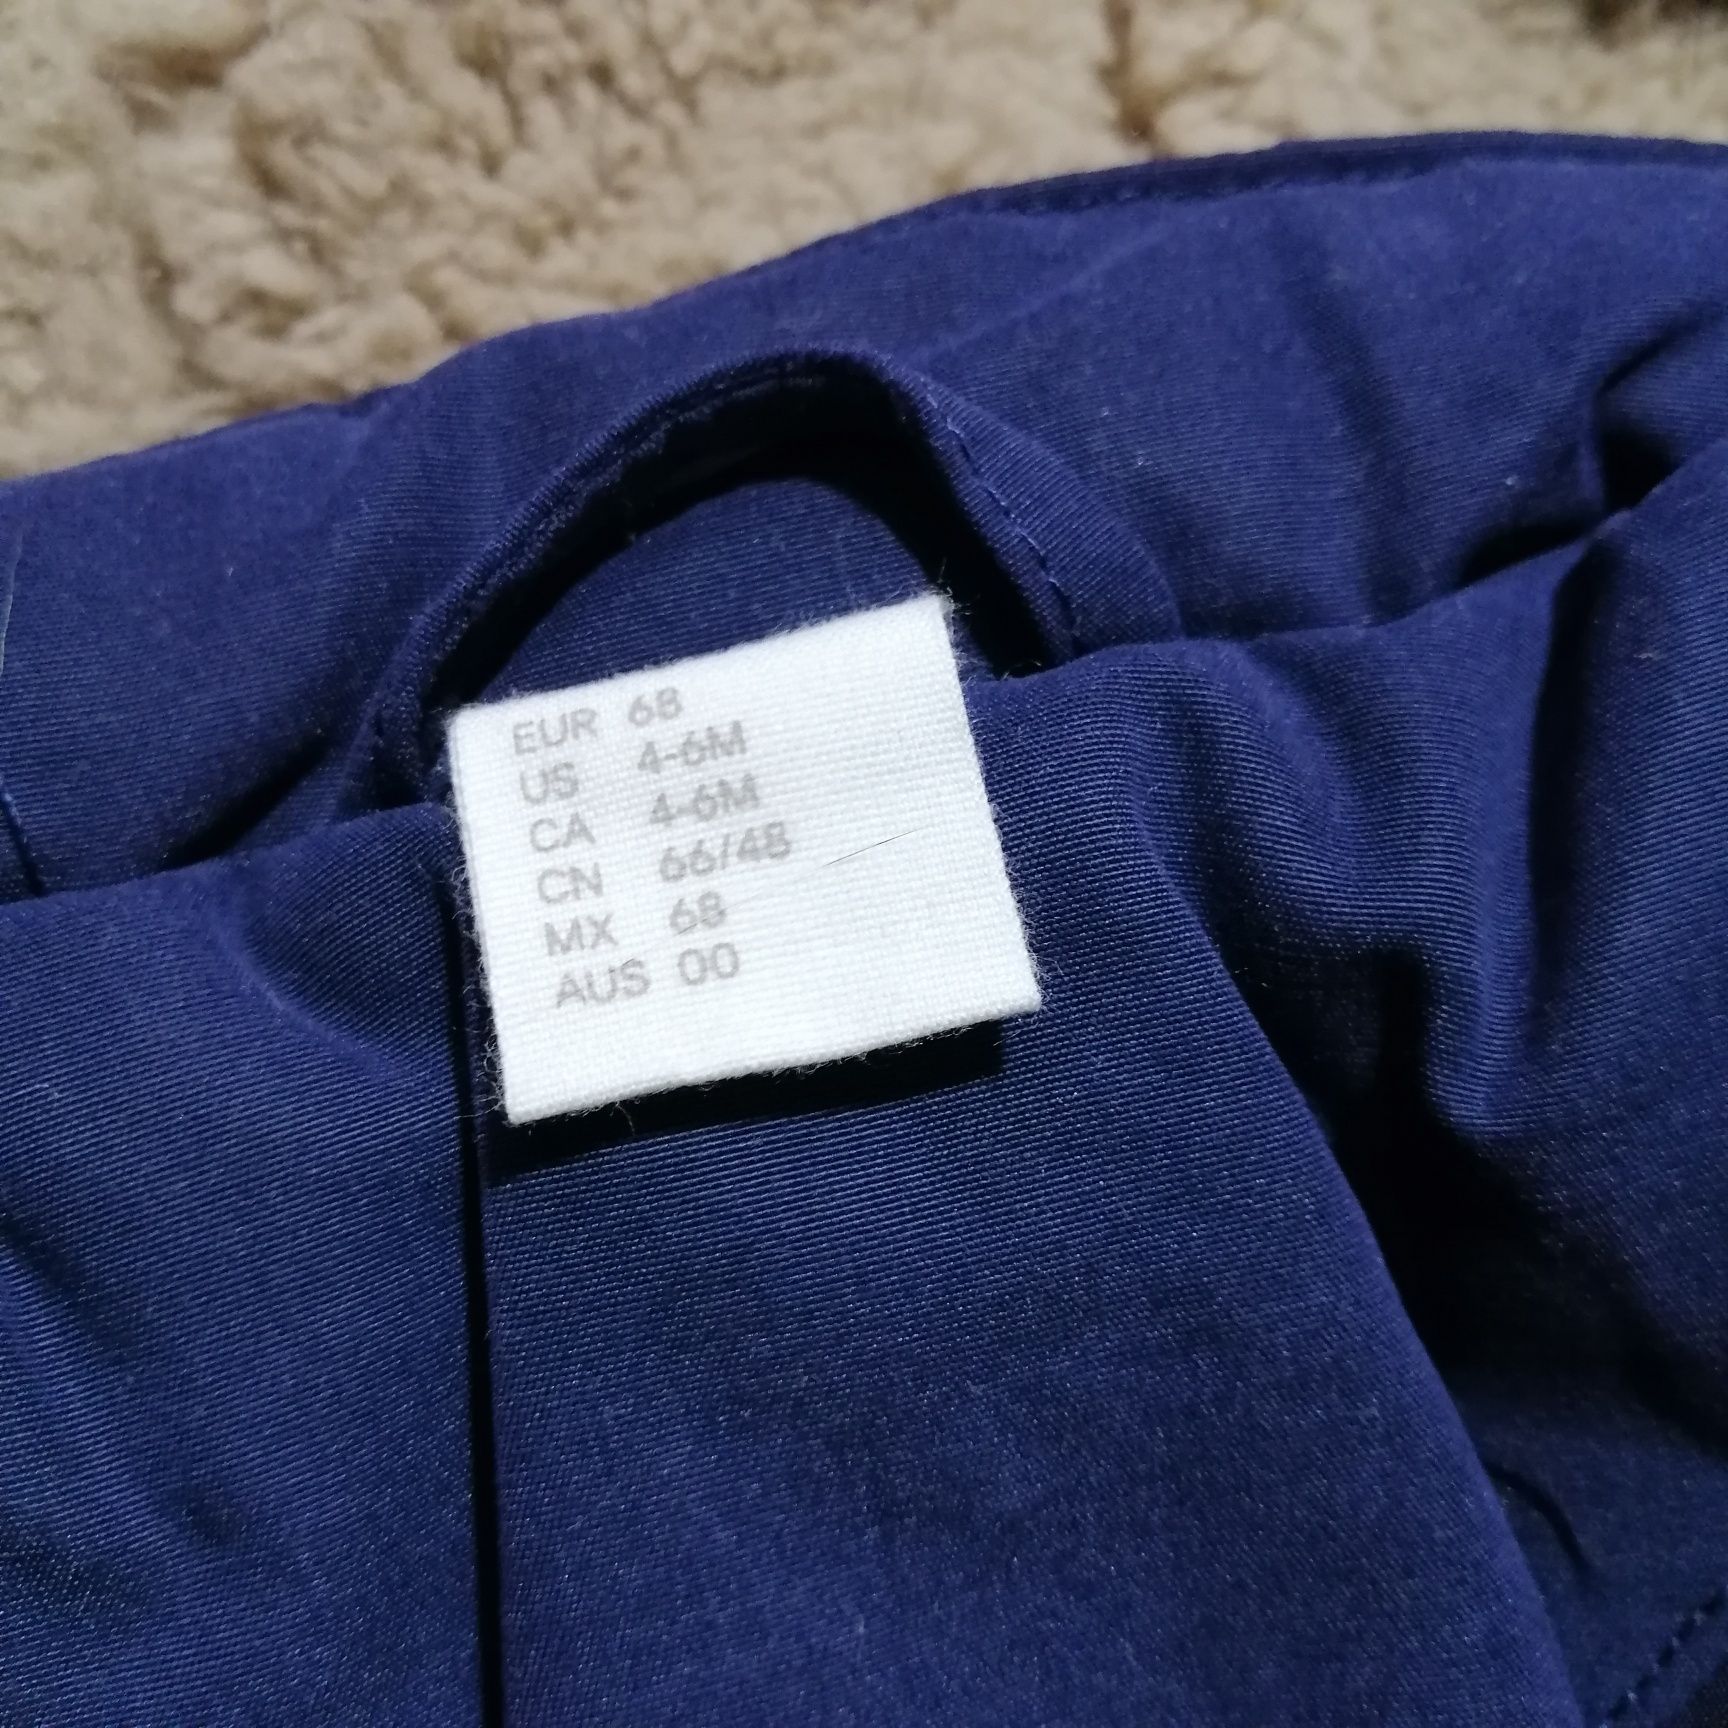 EUR 68
US 4-6M
CA 4-6M
CN 66/48
MX 68
AUS 00